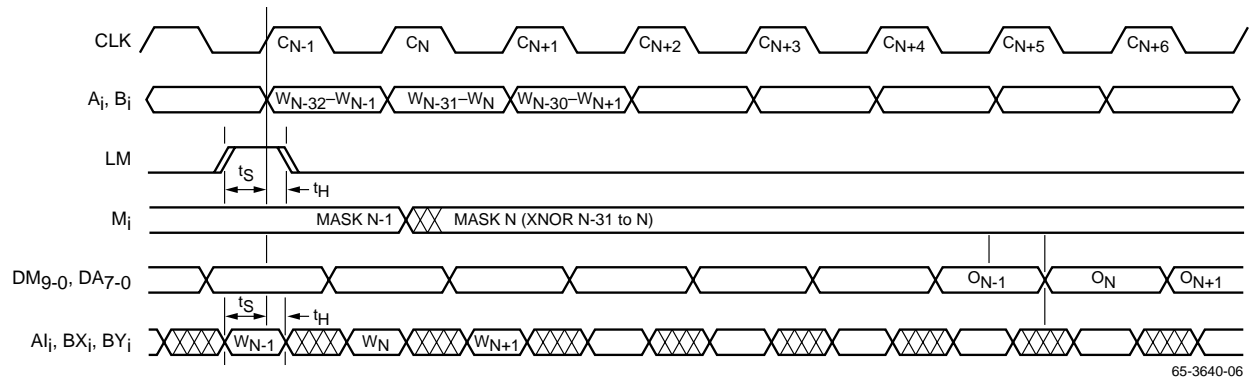 CLK C_N-1 C_N C_N+1 C_N+2 C_N+3 C_N+4 C_N+5 C_N+6
A_i, B_i W_N-32–W_N-1 W_N-31–W_N W_N-30–W_N+1
LM
t_S t_H
M_i MASK N-1 MASK N (XNOR N-31 to N)
DM_9-0, DA_7-0 O_N-1 O_N O_N+1
t_S t_H
AI_i, BX_i, BY_i W_N-1 W_N W_N+1
65-3640-06